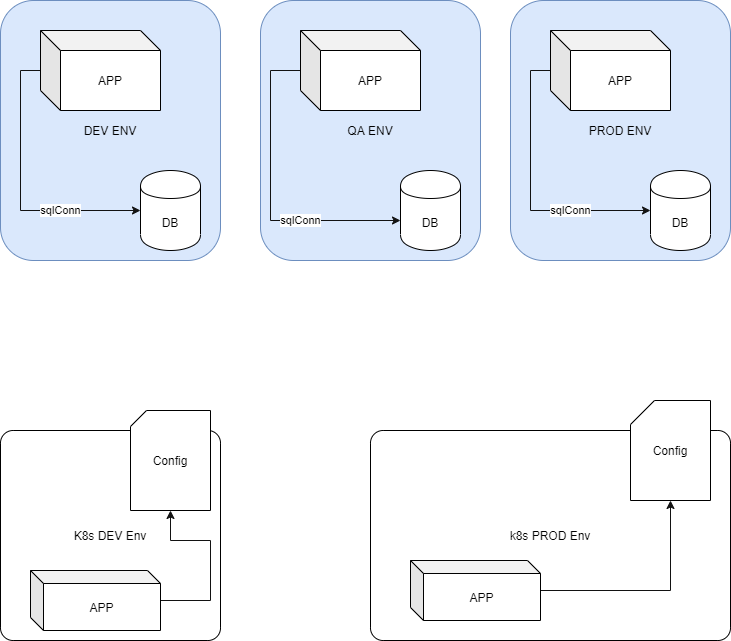 APP
DEV ENV
sqlConn
DB
APP
QA ENV
sqlConn
DB
APP
PROD ENV
sqlConn
DB
Config
K8s DEV Env
APP
Config
k8s PROD Env
APP